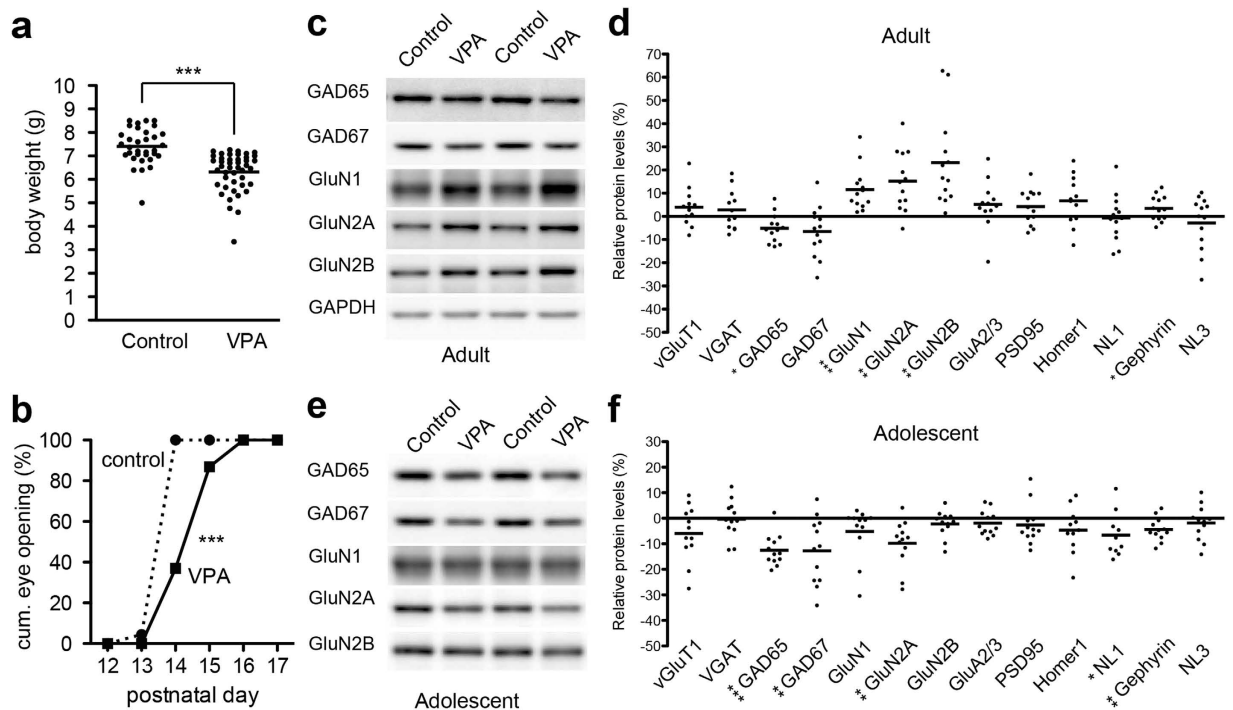 a
***
10
9
8
7
6
5
4
3
2
1
0
body weight (g)
Control VPA
b
100
80
60
40
20
0
cum. eye opening (%)
control
***
VPA
12 13 14 15 16 17
postnatal day
c
Control VPA Control VPA
GAD65
GAD67
GluN1
GluN2A
GluN2B
GAPDH
Adult
e
Control VPA Control VPA
GAD65
GAD67
GluN1
GluN2A
GluN2B
Adolescent
d
Adult
70
60
50
40
30
20
10
0
-10
-20
-30
-40
-50
Relative protein levels (%)
vGluT1
VGAT
* GAD65
GAD67
*** GluN1
** GluN2A
** GluN2B
GluA2/3
PSD95
Homer1
NL1
* Gephyrin
NL3
f
Adolescent
30
20
10
0
-10
-20
-30
-40
-50
Relative protein levels (%)
vGluT1
VGAT
*** GAD65
** GAD67
GluN1
** GluN2A
GluN2B
GluA2/3
PSD95
Homer1
* NL1
** Gephyrin
NL3